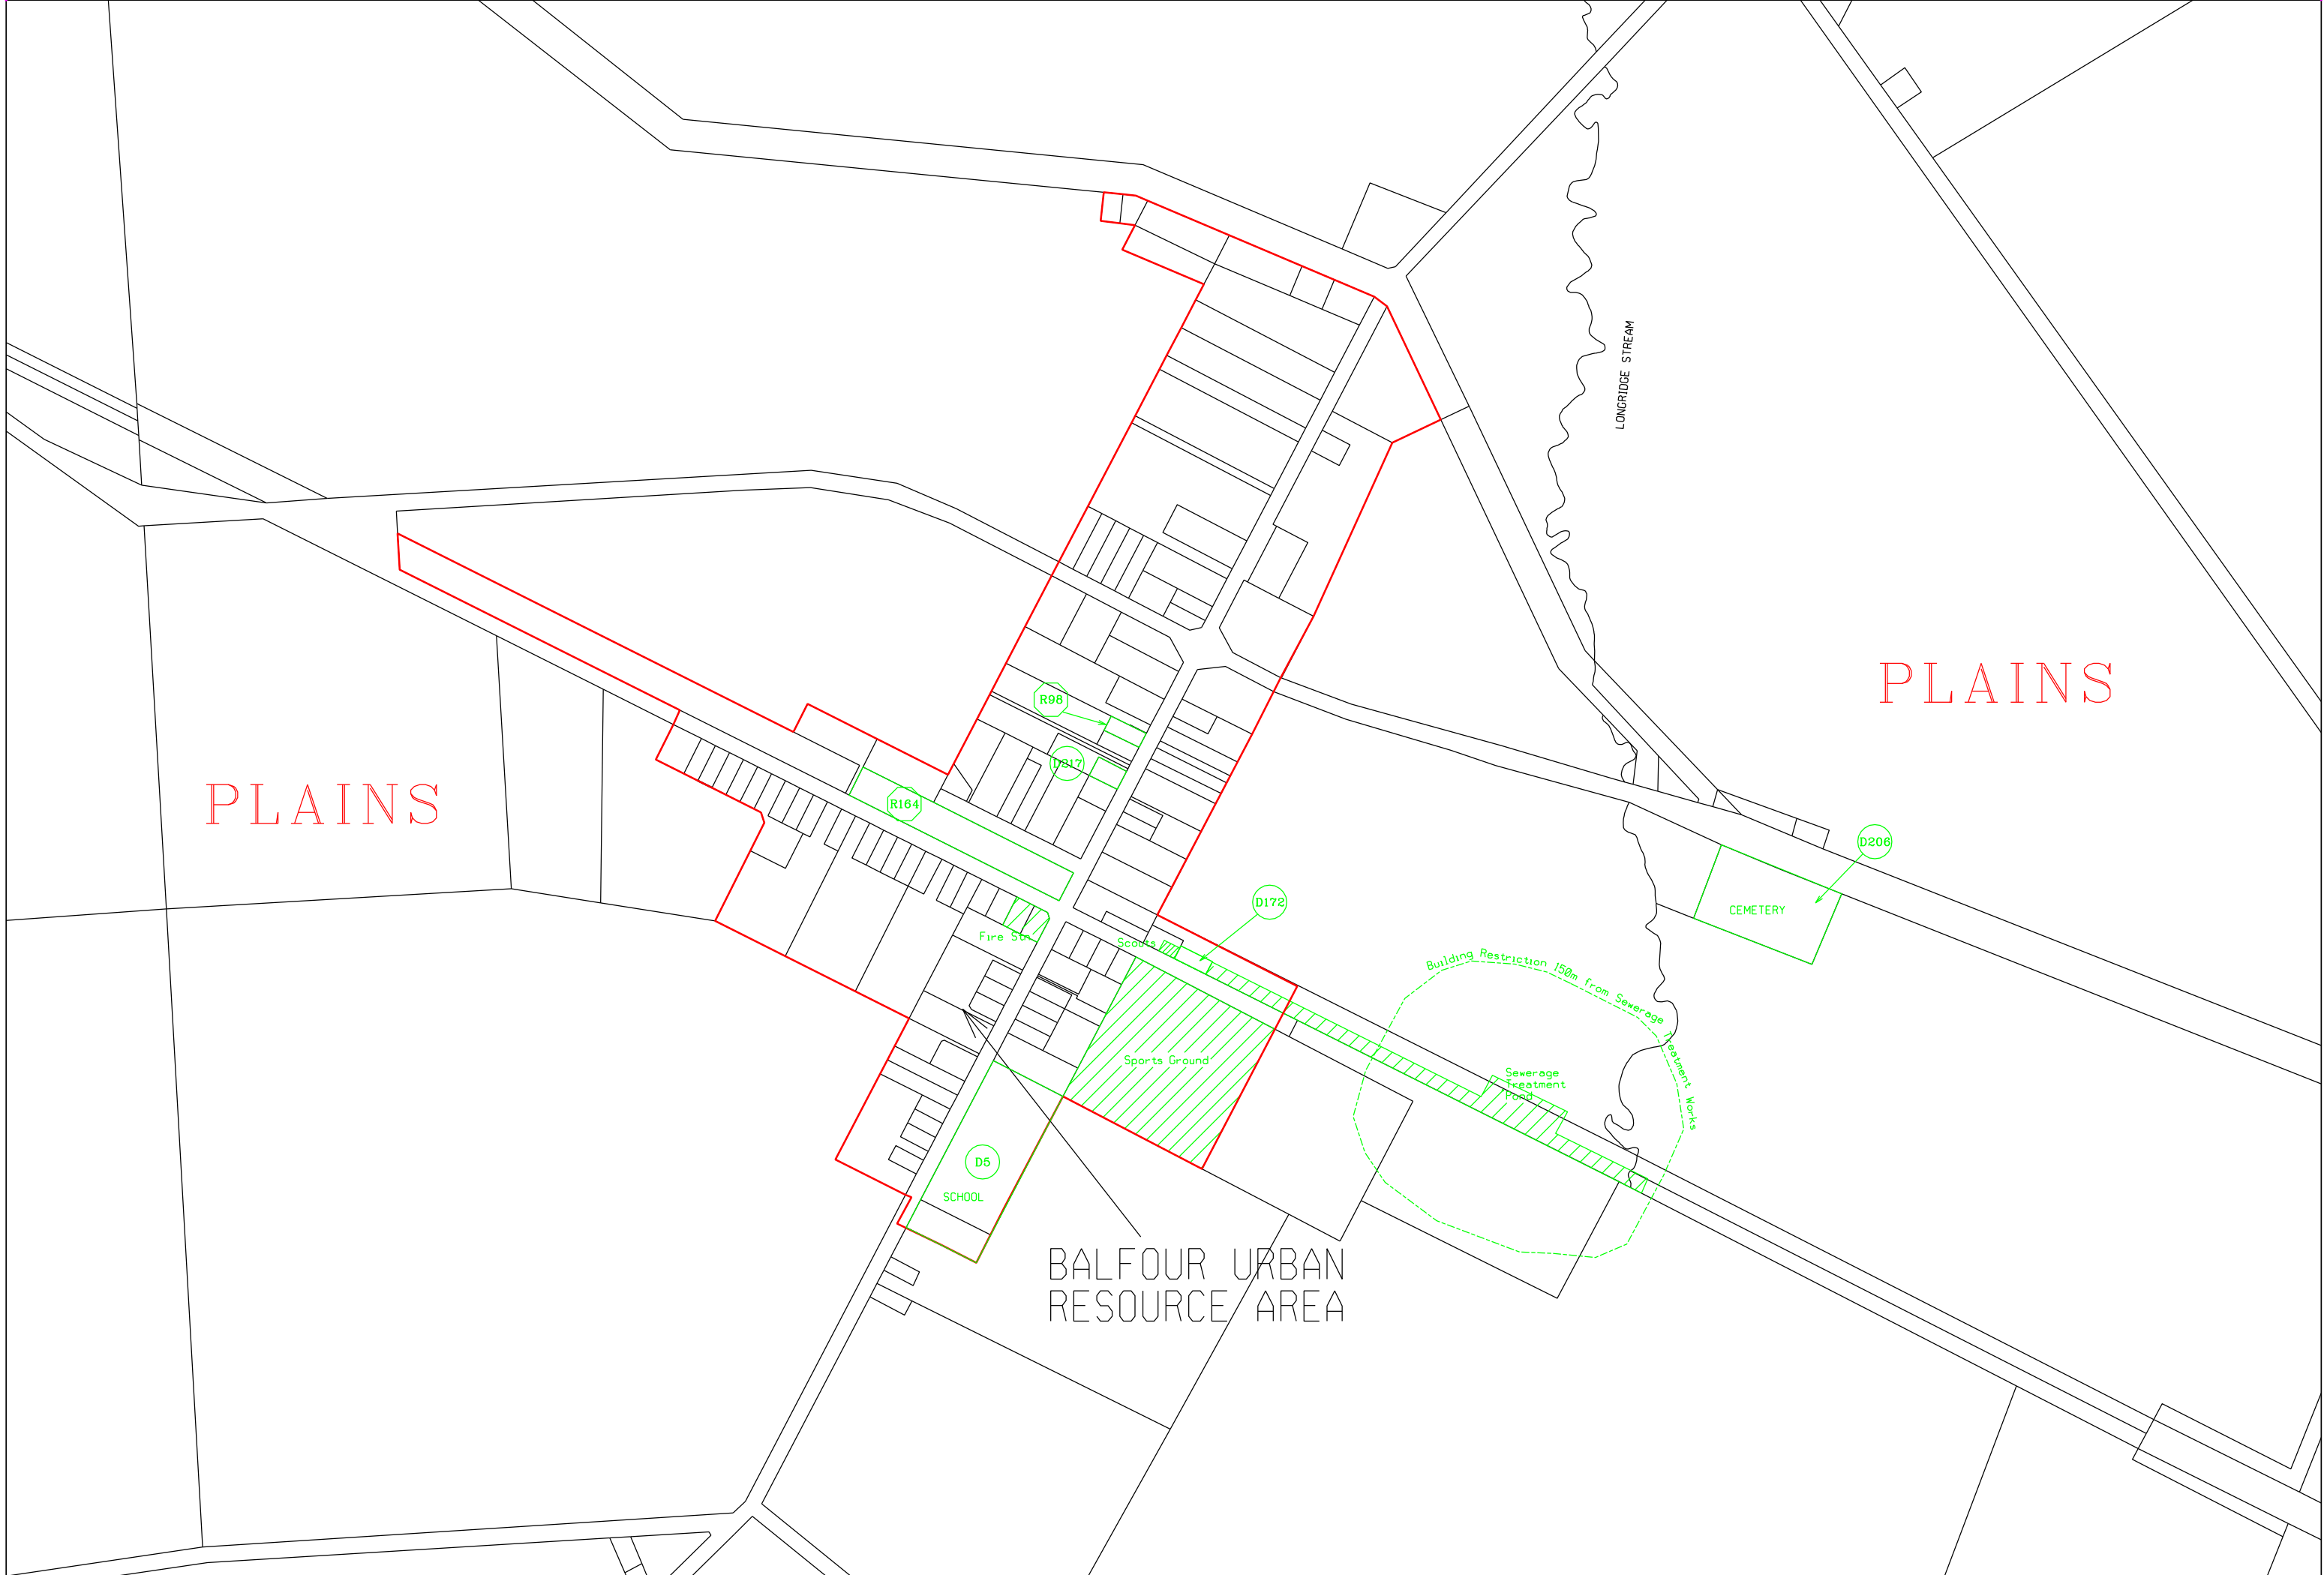 LONGRIDGE STREAM
PLAINS
PLAINS
R98
D217
R164
D206
CEMETERY
D172
Fire Stn
Scouts
Building Restriction 150m from Sewerage Treatment Works
Sports Ground
Sewerage
Treatment
Pond
D5
SCHOOL
BALFOUR URBAN
RESOURCE AREA